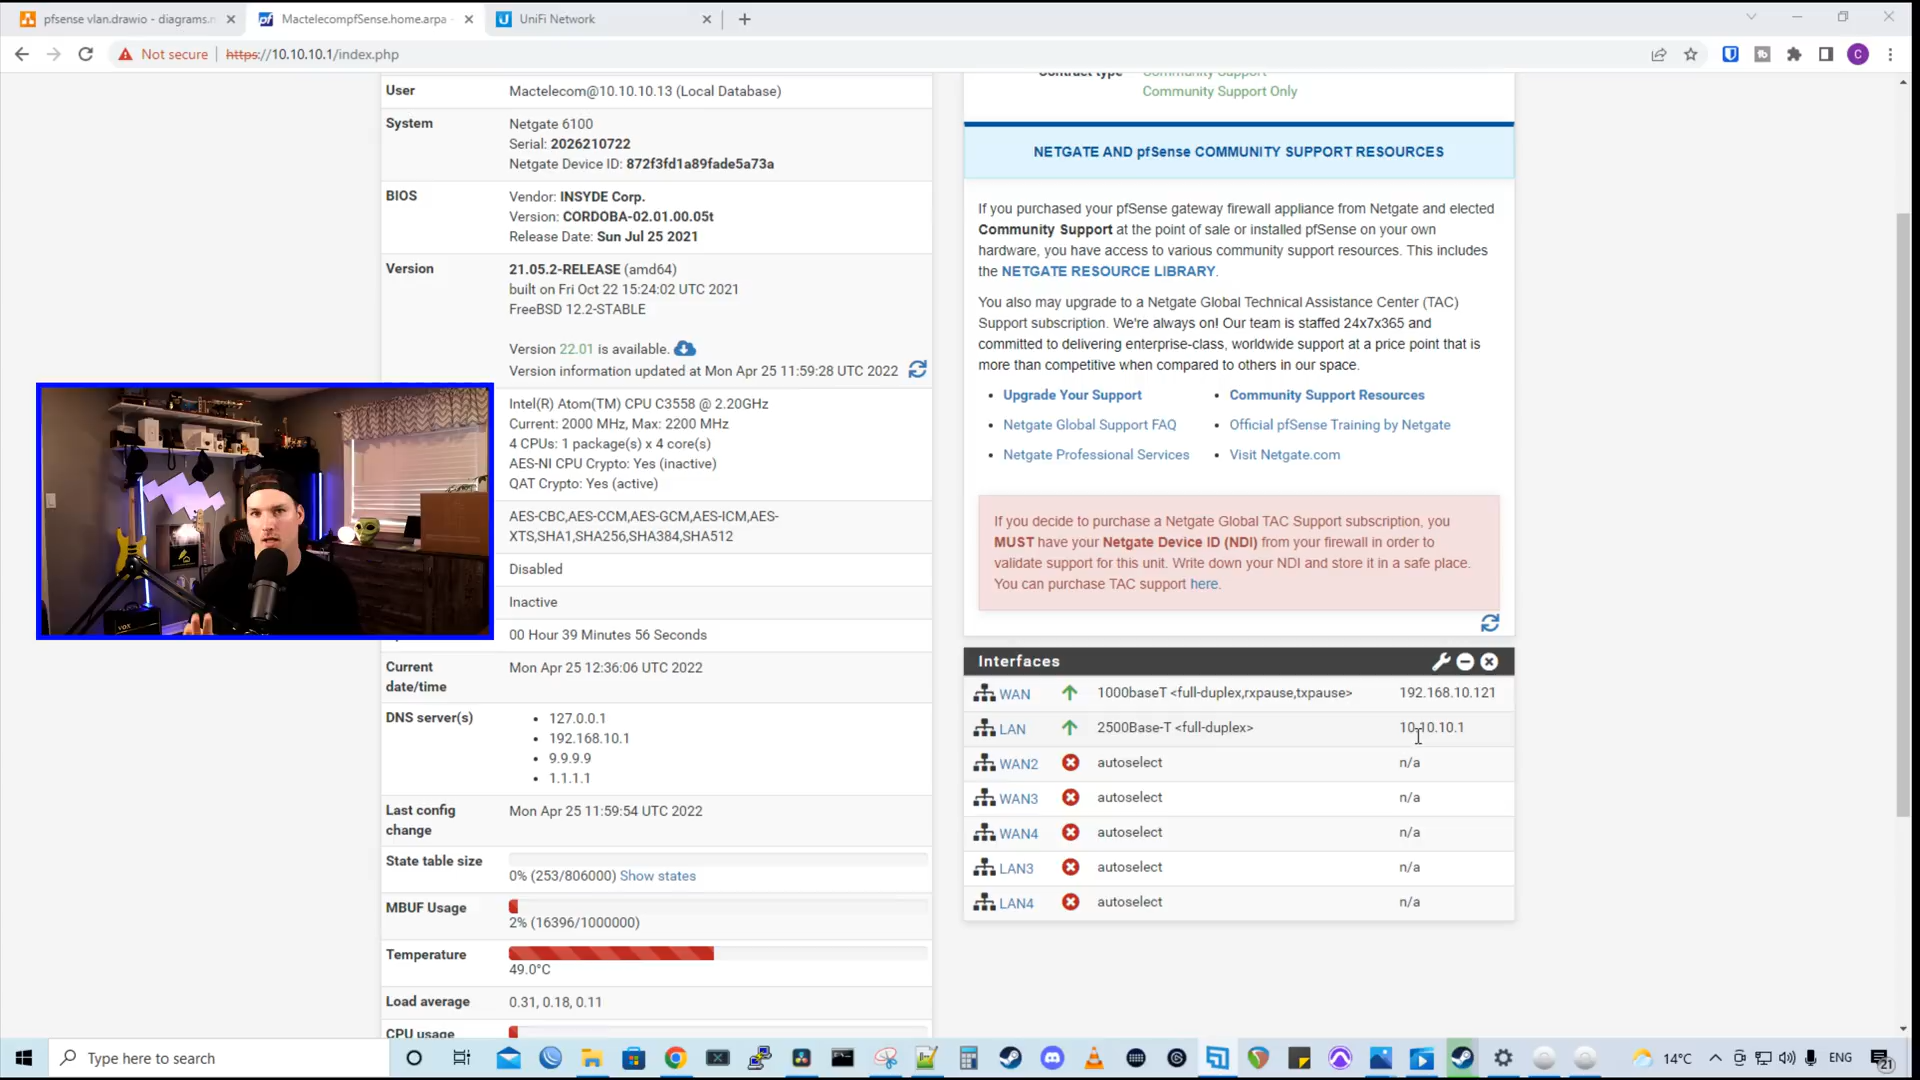 pfsense vlan.drawio - diagrams.n
MactelecompfSense.home.arpa -
UniFi Network
Not secure
https://10.10.10.1/index.php
User
Mactelecom@10.10.10.13 (Local Database)
System
Netgate 6100
Serial: 2026210722
Netgate Device ID: 872f3fd1a89fade5a73a
BIOS
Vendor: INSYDE Corp.
Version: CORDOBA-02.01.00.05t
Release Date: Sun Jul 25 2021
Version
21.05.2-RELEASE (amd64)
built on Fri Oct 22 15:24:02 UTC 2021
FreeBSD 12.2-STABLE
Version 22.01 is available.
Version information updated at Mon Apr 25 11:59:28 UTC 2022
Intel(R) Atom(TM) CPU C3558 @ 2.20GHz
Current: 2000 MHz, Max: 2200 MHz
4 CPUs: 1 package(s) x 4 core(s)
AES-NI CPU Crypto: Yes (inactive)
QAT Crypto: Yes (active)
AES-CBC,AES-CCM,AES-GCM,AES-ICM,AES-
XTS,SHA1,SHA256,SHA384,SHA512
Disabled
Inactive
00 Hour 39 Minutes 56 Seconds
Current
date/time
Mon Apr 25 12:36:06 UTC 2022
DNS server(s)
127.0.0.1
192.168.10.1
9.9.9.9
1.1.1.1
Last config
change
Mon Apr 25 11:59:54 UTC 2022
State table size
0% (253/806000) Show states
MBUF Usage
2% (16396/1000000)
Temperature
49.0°C
Load average
0.31, 0.18, 0.11
CPU usage
Contract type
Community Support
Community Support Only
NETGATE AND pfSense COMMUNITY SUPPORT RESOURCES
If you purchased your pfSense gateway firewall appliance from Netgate and elected
Community Support at the point of sale or installed pfSense on your own
hardware, you have access to various community support resources. This includes
the NETGATE RESOURCE LIBRARY.
You also may upgrade to a Netgate Global Technical Assistance Center (TAC)
Support subscription. We're always on! Our team is staffed 24x7x365 and
committed to delivering enterprise-class, worldwide support at a price point that is
more than competitive when compared to others in our space.
Upgrade Your Support
Community Support Resources
Netgate Global Support FAQ
Official pfSense Training by Netgate
Netgate Professional Services
Visit Netgate.com
If you decide to purchase a Netgate Global TAC Support subscription, you
MUST have your Netgate Device ID (NDI) from your firewall in order to
validate support for this unit. Write down your NDI and store it in a safe place.
You can purchase TAC support here.
Interfaces
WAN 1000baseT <full-duplex,rxpause,txpause> 192.168.10.121
LAN 2500Base-T <full-duplex> 10.10.10.1
WAN2 autoselect n/a
WAN3 autoselect n/a
WAN4 autoselect n/a
LAN3 autoselect n/a
LAN4 autoselect n/a
VOX
Type here to search
14°C
ENG
21